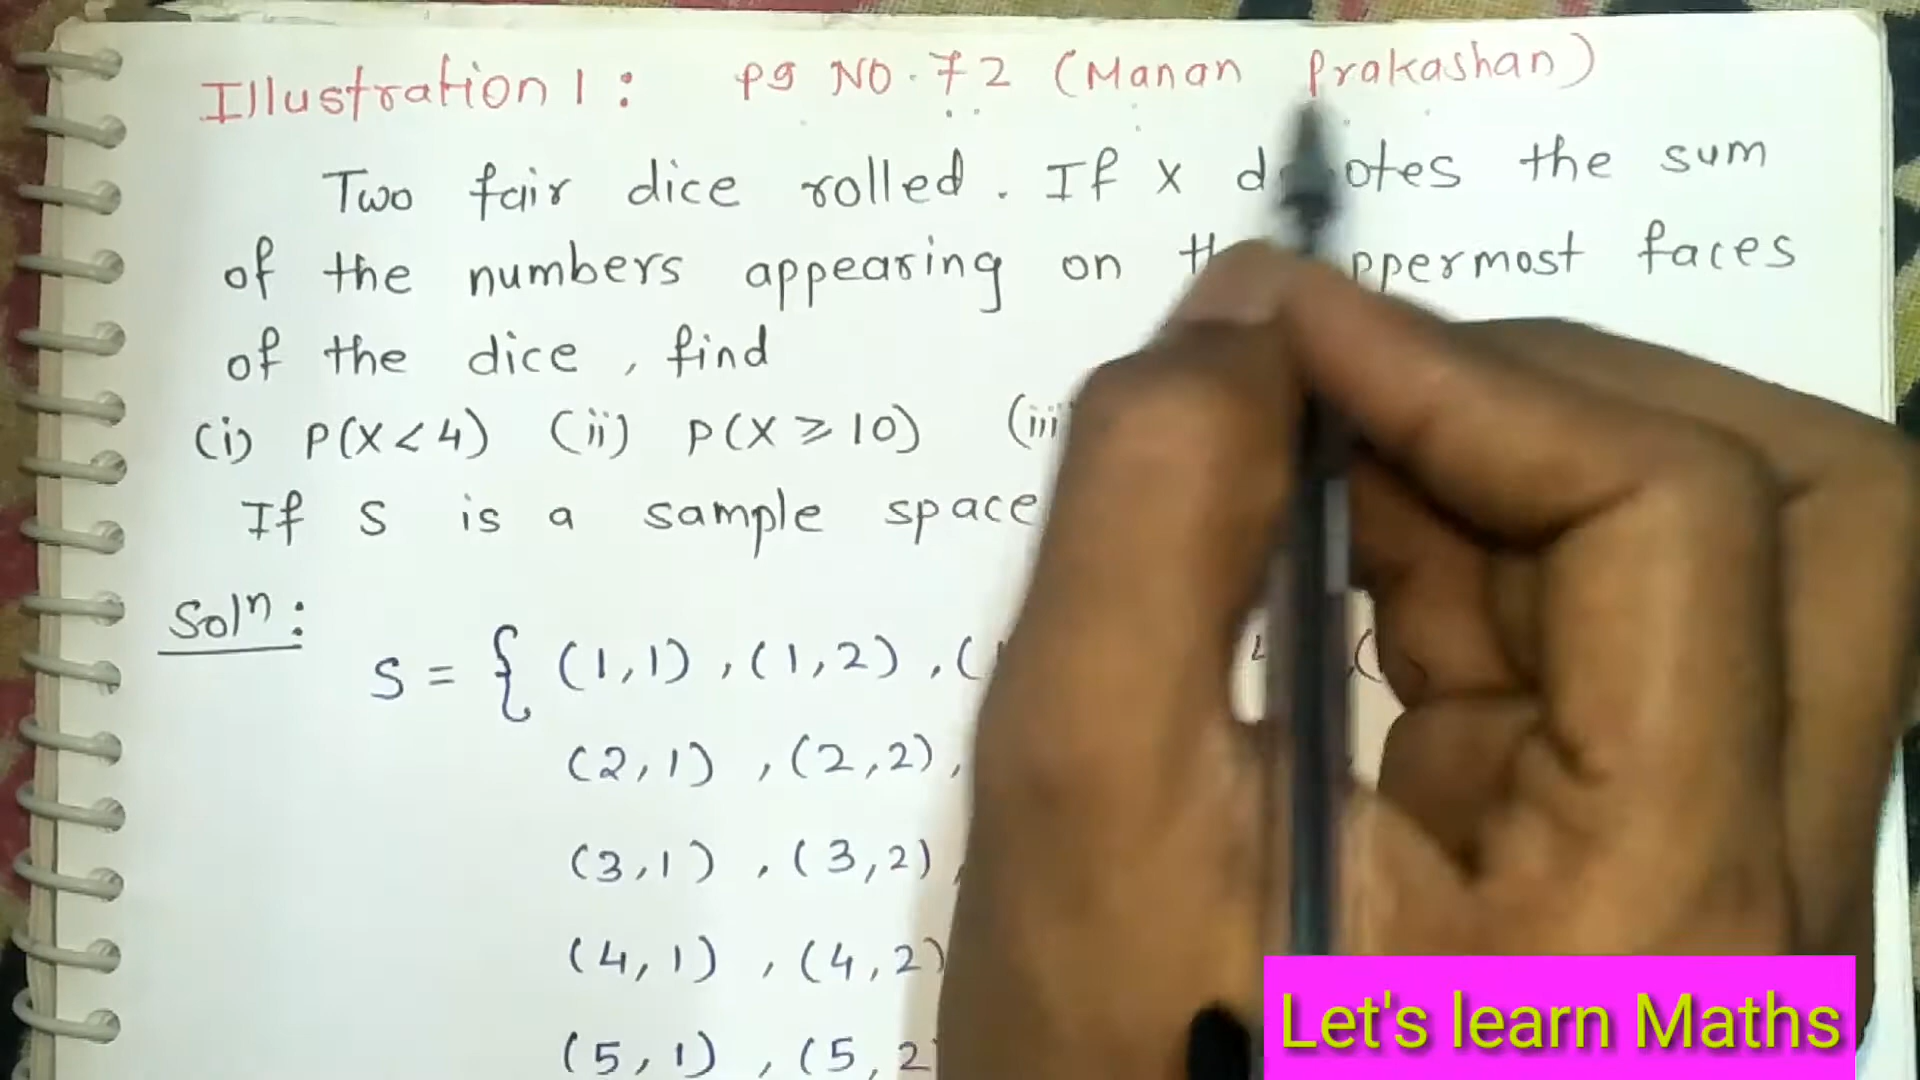 Illustration 1 : Pg NO. 72 (Manan Prakashan)
Two fair dice rolled. If X the sum
of the numbers appearing on faces
of the dice, find
(i) P(X < 4) (ii) P(X ⩾ 10) (iii
If S is a sample space
Solⁿ :
S = { (1,1) , (1,2) , (
(2,1) , (2,2) ,
(3,1) , (3,2) ,
(4,1) , (4,2)
(5,1) , (5,2
Let's learn Maths